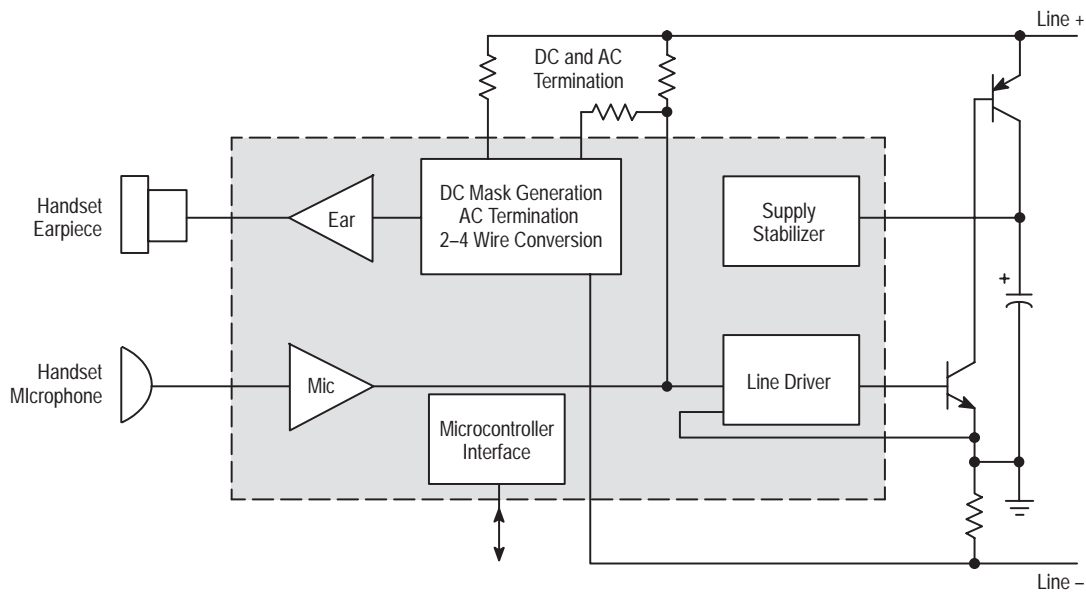 Line +
DC and AC
Termination
Handset
Earpiece
Ear
DC Mask Generation
AC Termination
2–4 Wire Conversion
Supply
Stabilizer
+
Handset
MIcrophone
Mic
Line Driver
Microcontroller
Interface
Line –